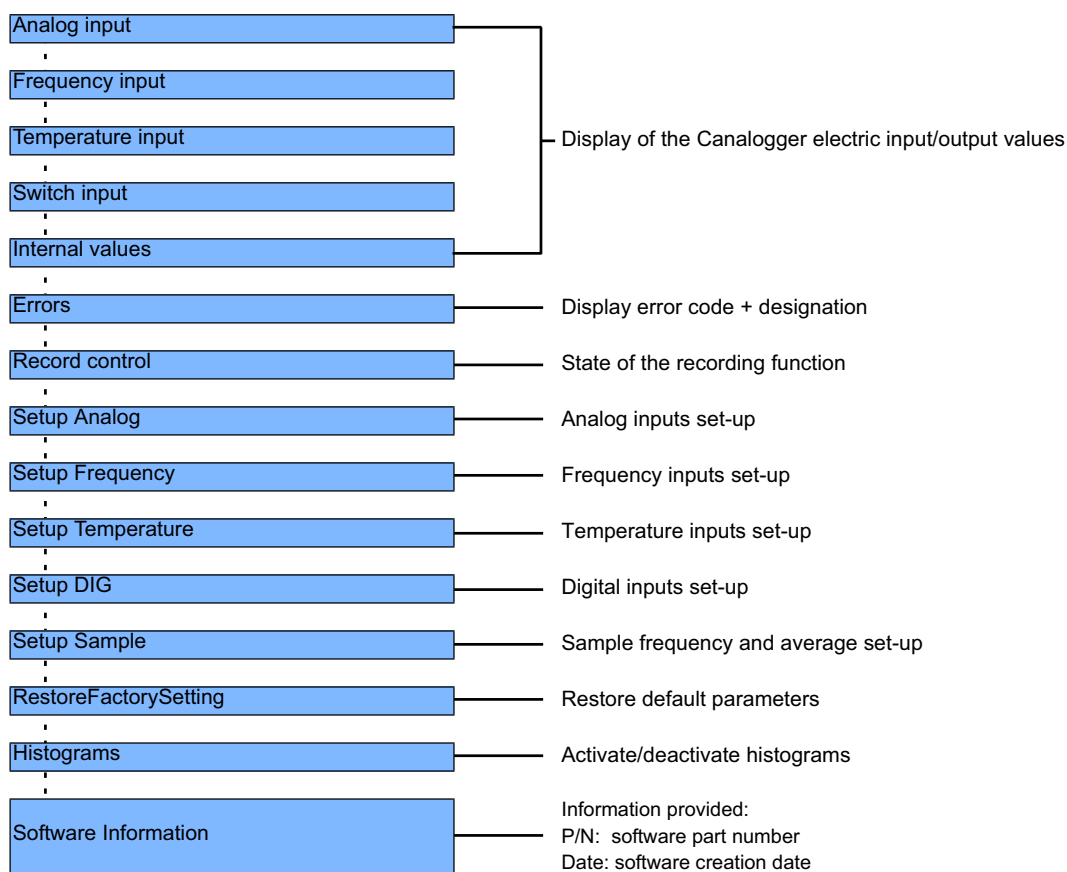 Analog input
Frequency input
Temperature input
Display of the Canalogger electric input/output values
Switch input
Internal values
Errors
Display error code + designation
Record control
State of the recording function
Setup Analog
Analog inputs set-up
Setup Frequency
Frequency inputs set-up
Setup Temperature
Temperature inputs set-up
Setup DIG
Digital inputs set-up
Setup Sample
Sample frequency and average set-up
RestoreFactorySetting
Restore default parameters
Histograms
Activate/deactivate histograms
Software Information
Information provided:
P/N: software part number
Date: software creation date